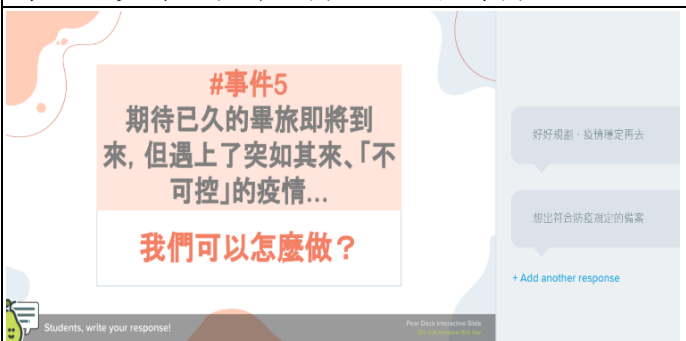 #事件5
期待已久的畢旅即將到
來, 但遇上了突如其來、「不
可控」的疫情...
我們可以怎麼做？
好好規劃、疫情穩定再去
想出符合防疫規定的備案
+ Add another response
Students, write your response!
Pear Deck Interactive Slide
Do not remove this bar